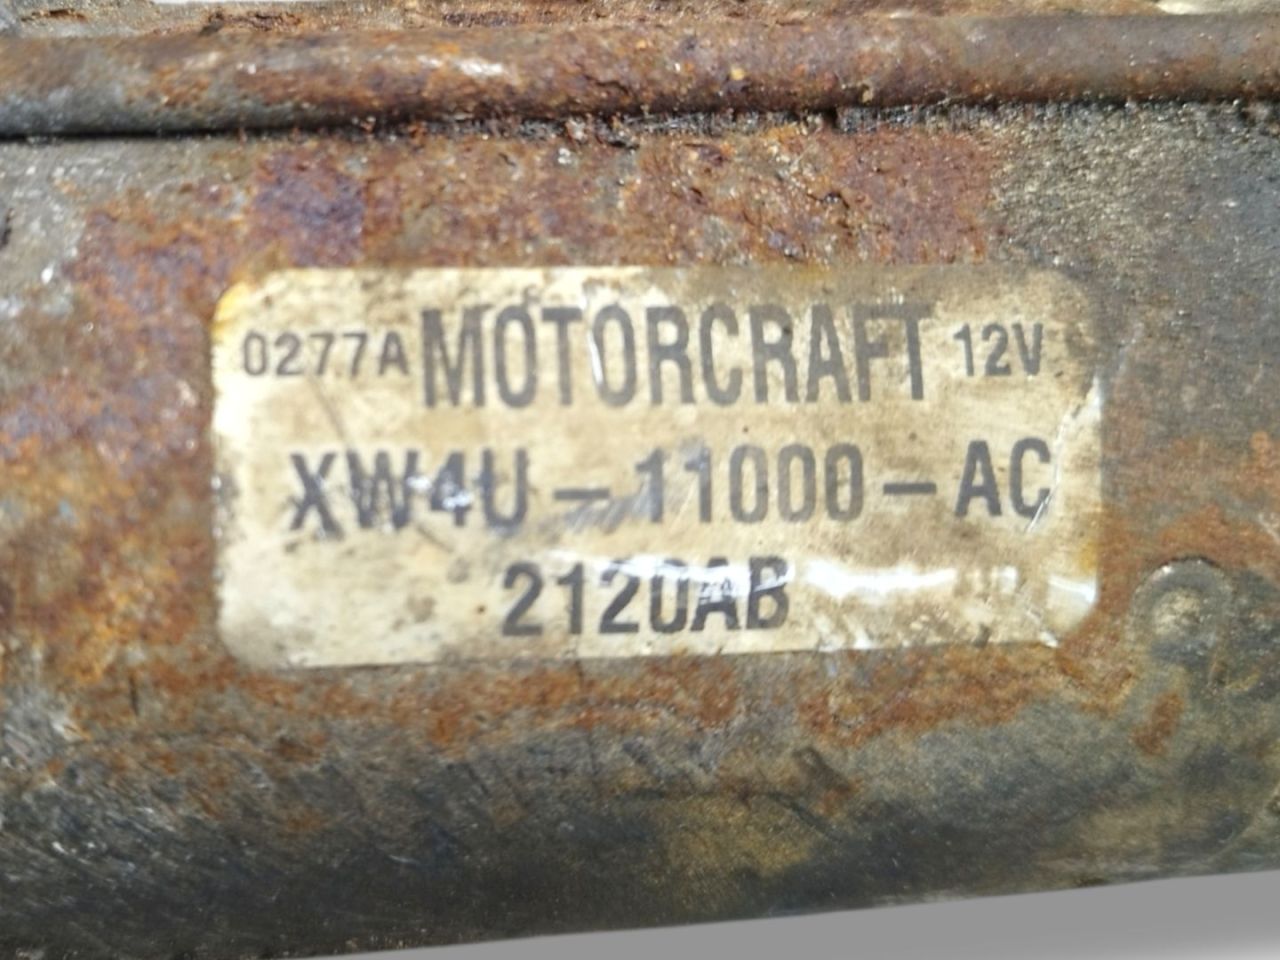 0277A MOTORCRAFT 12V
XW4U-11000-AC
2120AB